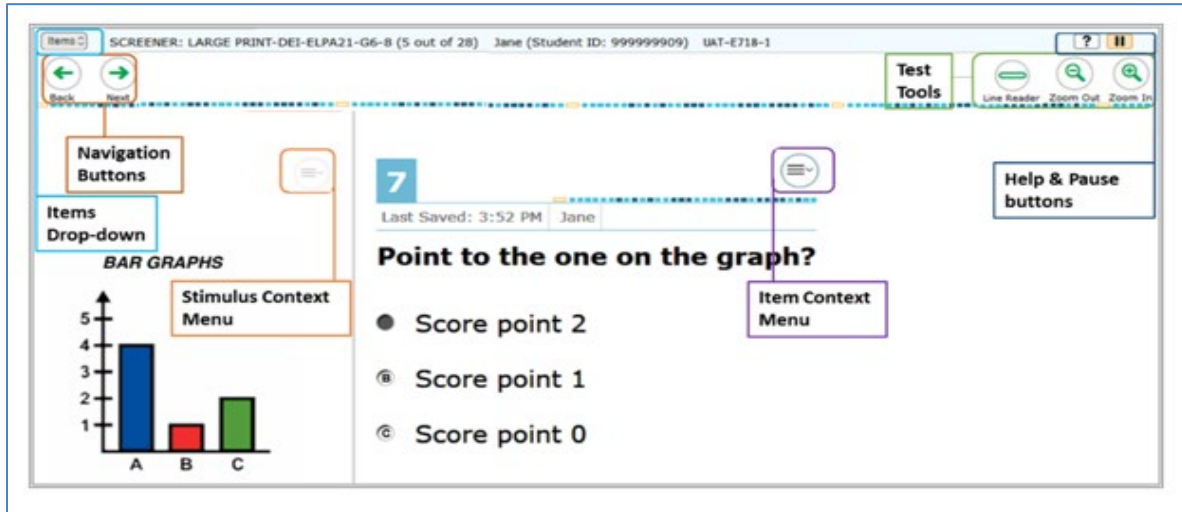 Items
SCREENER: LARGE PRINT-DEI-ELPA21-G6-8 (5 out of 28) Jane (Student ID: 999999909) UAT-E718-1
?
Back Next
Test
Tools
Line Reader Zoom Out Zoom In
Navigation
Buttons
Help & Pause
buttons
Items
Drop-down
7
Last Saved: 3:52 PM Jane
Point to the one on the graph?
BAR GRAPHS
Stimulus Context
Menu
Item Context
Menu
5
4
3
2
1
A B C
Score point 2
B Score point 1
C Score point 0